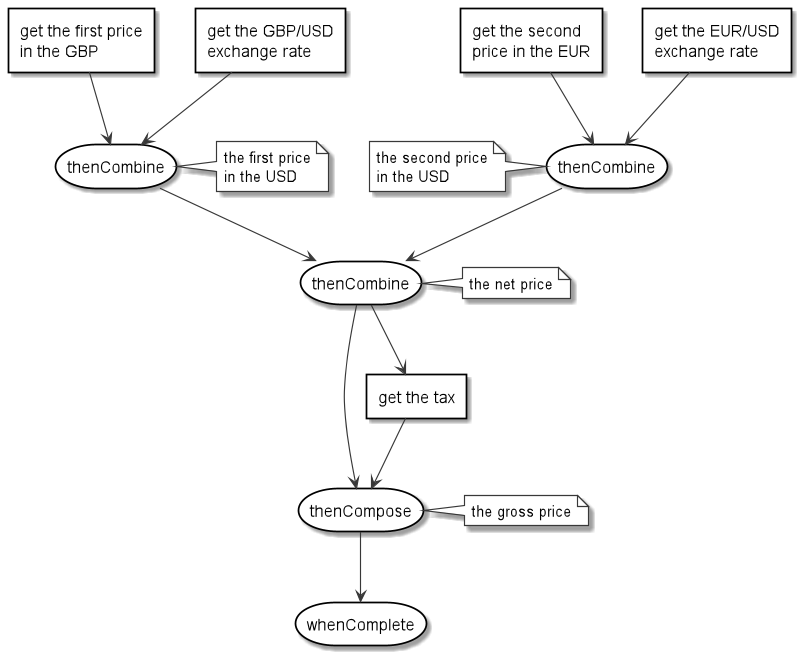 get the first price
in the GBP
get the GBP/USD
exchange rate
get the second
price in the EUR
get the EUR/USD
exchange rate
thenCombine
the first price
in the USD
the second price
in the USD
thenCombine
thenCombine
the net price
get the tax
thenCompose
the gross price
whenComplete